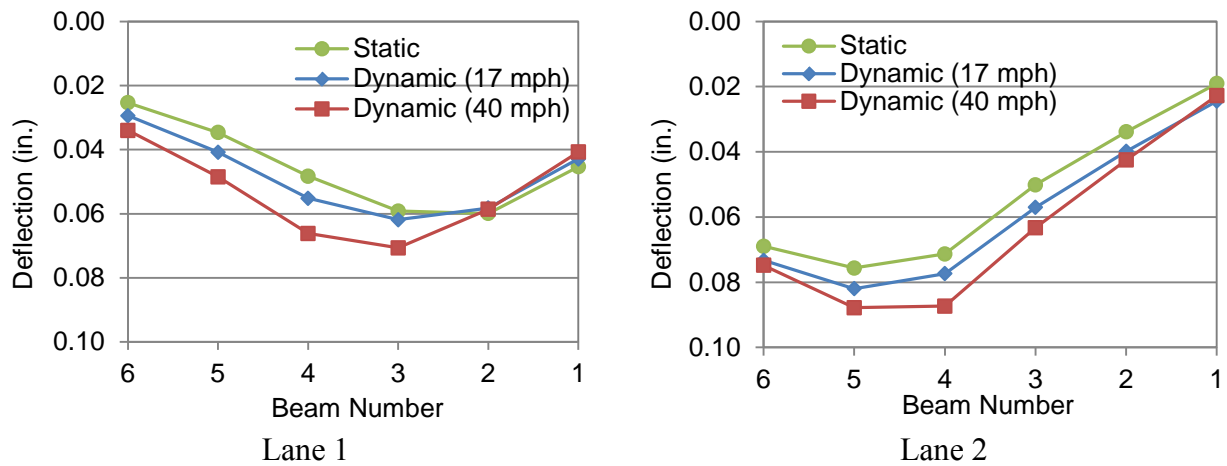 0.00
0.02
0.04
0.06
0.08
0.10
Deflection (in.)
Static
Dynamic (17 mph)
Dynamic (40 mph)
6 5 4 3 2 1
Beam Number
Lane 1
0.00
0.02
0.04
0.06
0.08
0.10
Deflection (in.)
Static
Dynamic (17 mph)
Dynamic (40 mph)
6 5 4 3 2 1
Beam Number
Lane 2